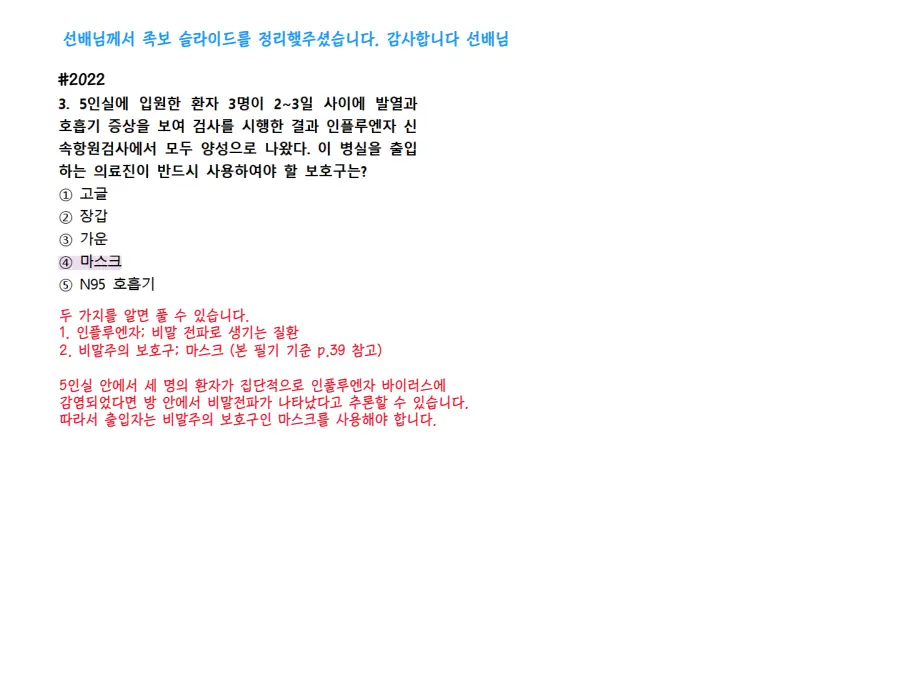 선배님께서 족보 슬라이드를 정리햊주셨습니다. 감사합니다 선배님
#2022
3. 5인실에 입원한 환자 3명이 2~3일 사이에 발열과
호흡기 증상을 보여 검사를 시행한 결과 인플루엔자 신
속항원검사에서 모두 양성으로 나왔다. 이 병실을 출입
하는 의료진이 반드시 사용하여야 할 보호구는?
① 고글
② 장갑
③ 가운
④ 마스크
⑤ N95 호흡기
두 가지를 알면 풀 수 있습니다.
1. 인플루엔자; 비말 전파로 생기는 질환
2. 비말주의 보호구; 마스크 (본 필기 기준 p.39 참고)
5인실 안에서 세 명의 환자가 집단적으로 인풀루엔자 바이러스에
감염되었다면 방 안에서 비말전파가 나타났다고 추론할 수 있습니다.
따라서 출입자는 비말주의 보호구인 마스크를 사용해야 합니다.